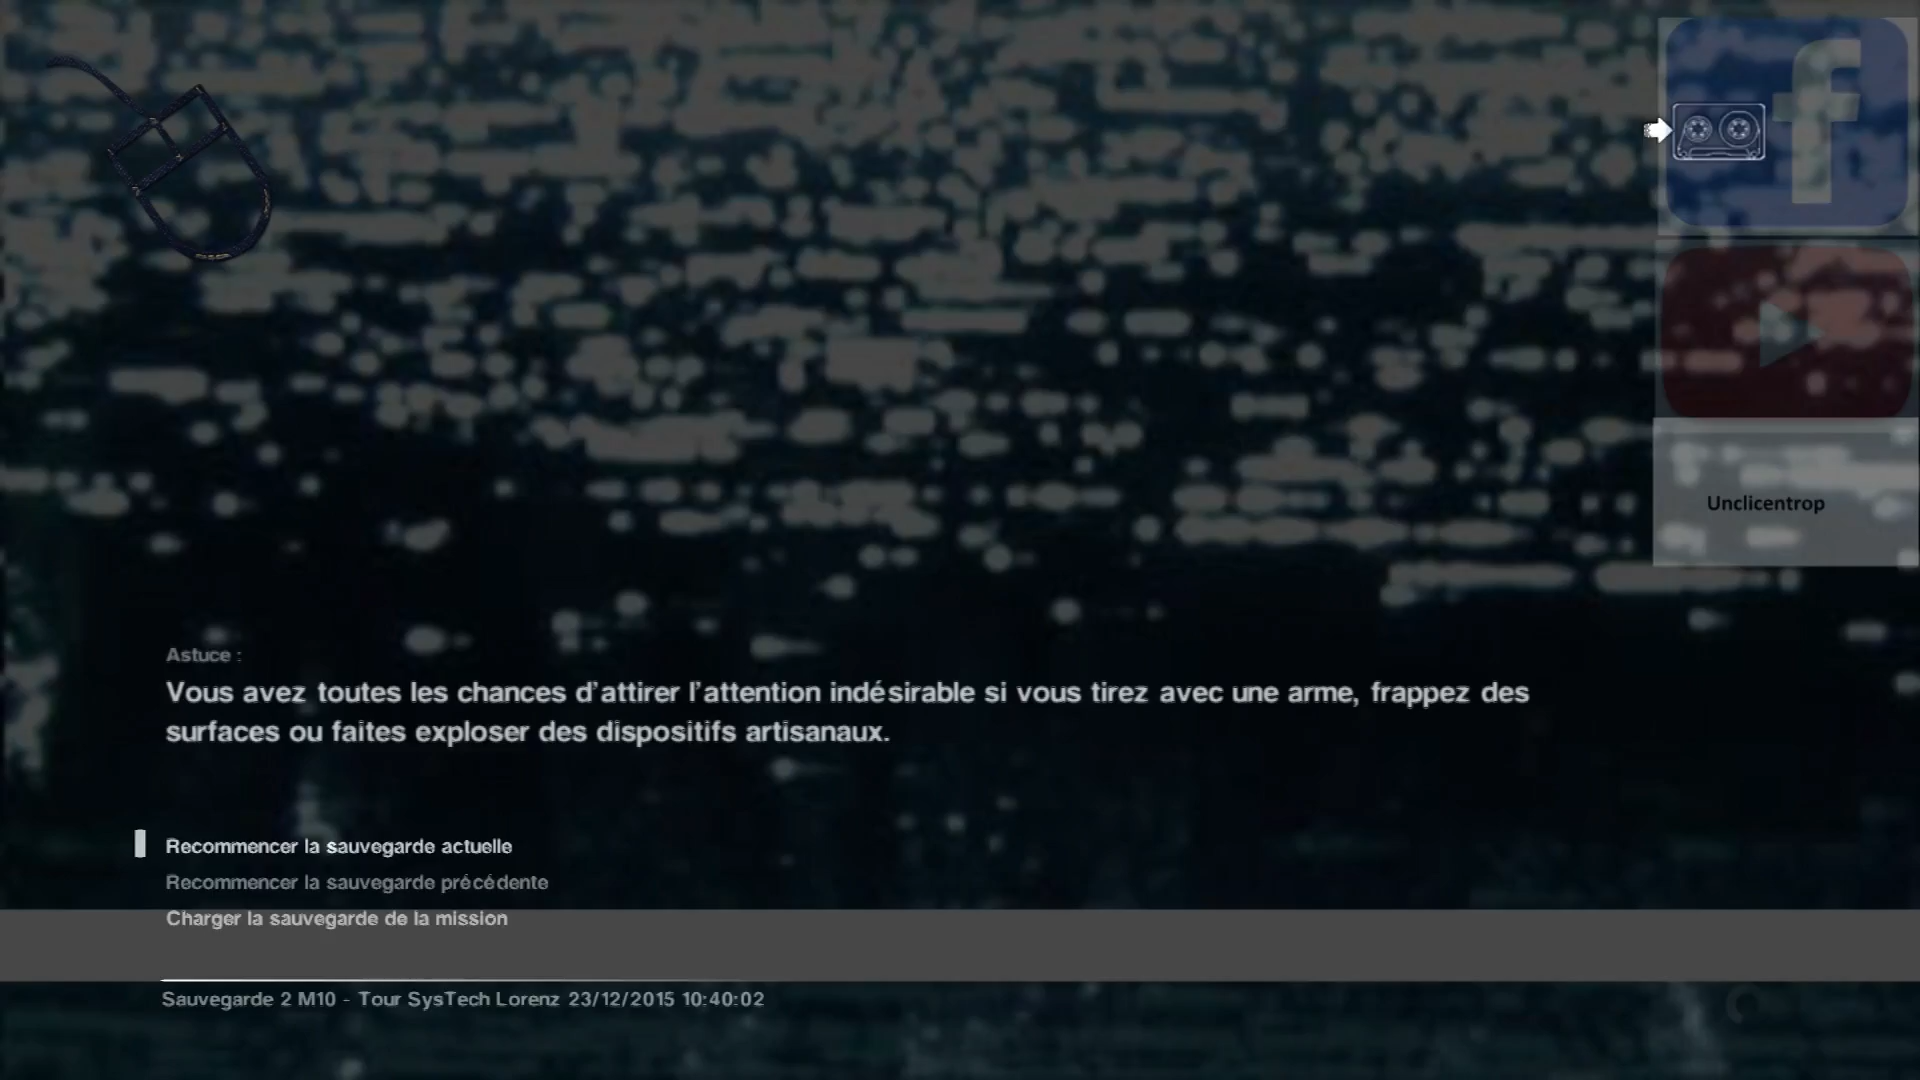 Unclicentrop
Astuce :
Vous avez toutes les chances d'attirer l'attention indésirable si vous tirez avec une arme, frappez des
surfaces ou faites exploser des dispositifs artisanaux.
Recommencer la sauvegarde actuelle
Recommencer la sauvegarde précédente
Charger la sauvegarde de la mission
Sauvegarde 2 M10 - Tour SysTech Lorenz 23/12/2015 10:40:02